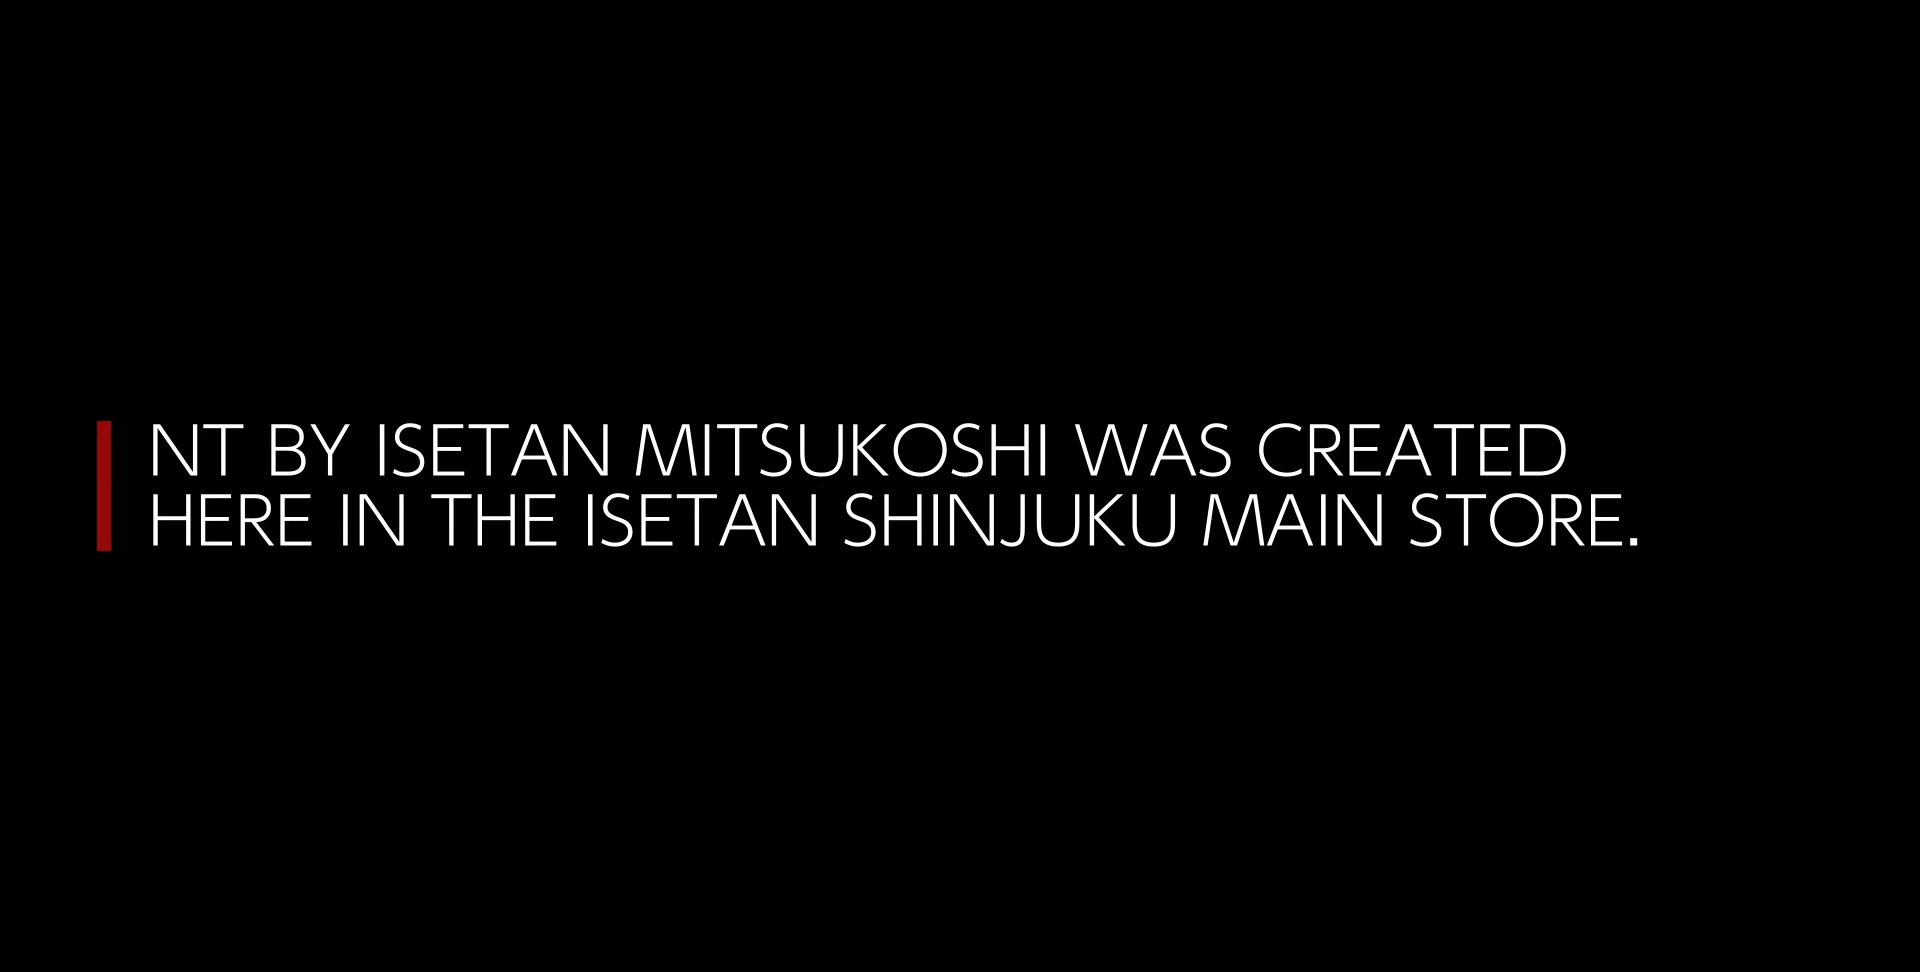 NT BY ISETAN MITSUKOSHI WAS CREATED
HERE IN THE ISETAN SHINJUKU MAIN STORE.